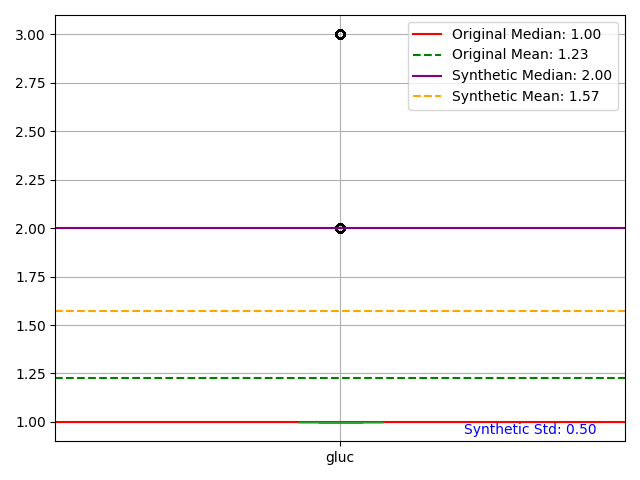 3.00
2.75
2.50
2.25
2.00
1.75
1.50
1.25
1.00
Original Median: 1.00
Original Mean: 1.23
Synthetic Median: 2.00
Synthetic Mean: 1.57
Synthetic Std: 0.50
gluc